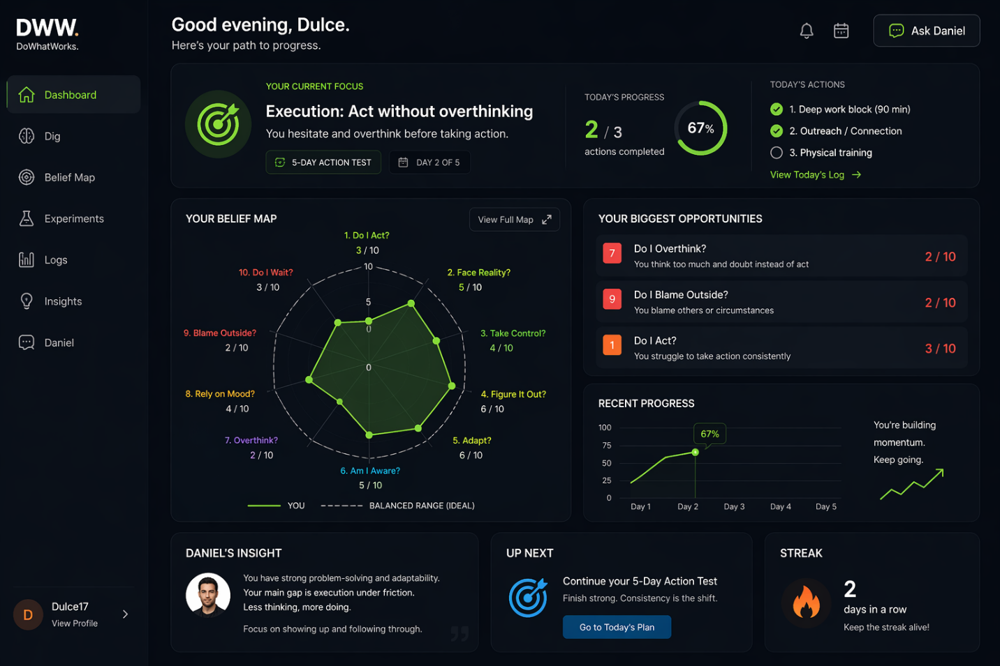 DWW.
DoWhatWorks.
Dashboard
Dig
Belief Map
Experiments
Logs
Insights
Daniel
D
Dulce17
View Profile
Good evening, Dulce.
Here's your path to progress.
Ask Daniel
YOUR CURRENT FOCUS
Execution: Act without overthinking
You hesitate and overthink before taking action.
5-DAY ACTION TEST
DAY 2 OF 5
TODAY'S PROGRESS
2 / 3
actions completed
67%
TODAY'S ACTIONS
1. Deep work block (90 min)
2. Outreach / Connection
3. Physical training
View Today's Log →
YOUR BELIEF MAP
View Full Map
1. Do I Act?
3 / 10
2. Face Reality?
5 / 10
3. Take Control?
4 / 10
4. Figure It Out?
6 / 10
5. Adapt?
6 / 10
6. Am I Aware?
5 / 10
7. Overthink?
2 / 10
8. Rely on Mood?
4 / 10
9. Blame Outside?
2 / 10
10. Do I Wait?
3 / 10
10
5
0
0
YOU
BALANCED RANGE (IDEAL)
YOUR BIGGEST OPPORTUNITIES
7
Do I Overthink?
You think too much and doubt instead of act
2 / 10
9
Do I Blame Outside?
You blame others or circumstances
2 / 10
1
Do I Act?
You struggle to take action consistently
3 / 10
RECENT PROGRESS
100
75
50
25
0
67%
Day 1
Day 2
Day 3
Day 4
Day 5
You're building
momentum.
Keep going.
DANIEL'S INSIGHT
You have strong problem-solving and adaptability.
Your main gap is execution under friction.
Less thinking, more doing.
Focus on showing up and following through.
UP NEXT
Continue your 5-Day Action Test
Finish strong. Consistency is the shift.
Go to Today's Plan
STREAK
2
days in a row
Keep the streak alive!